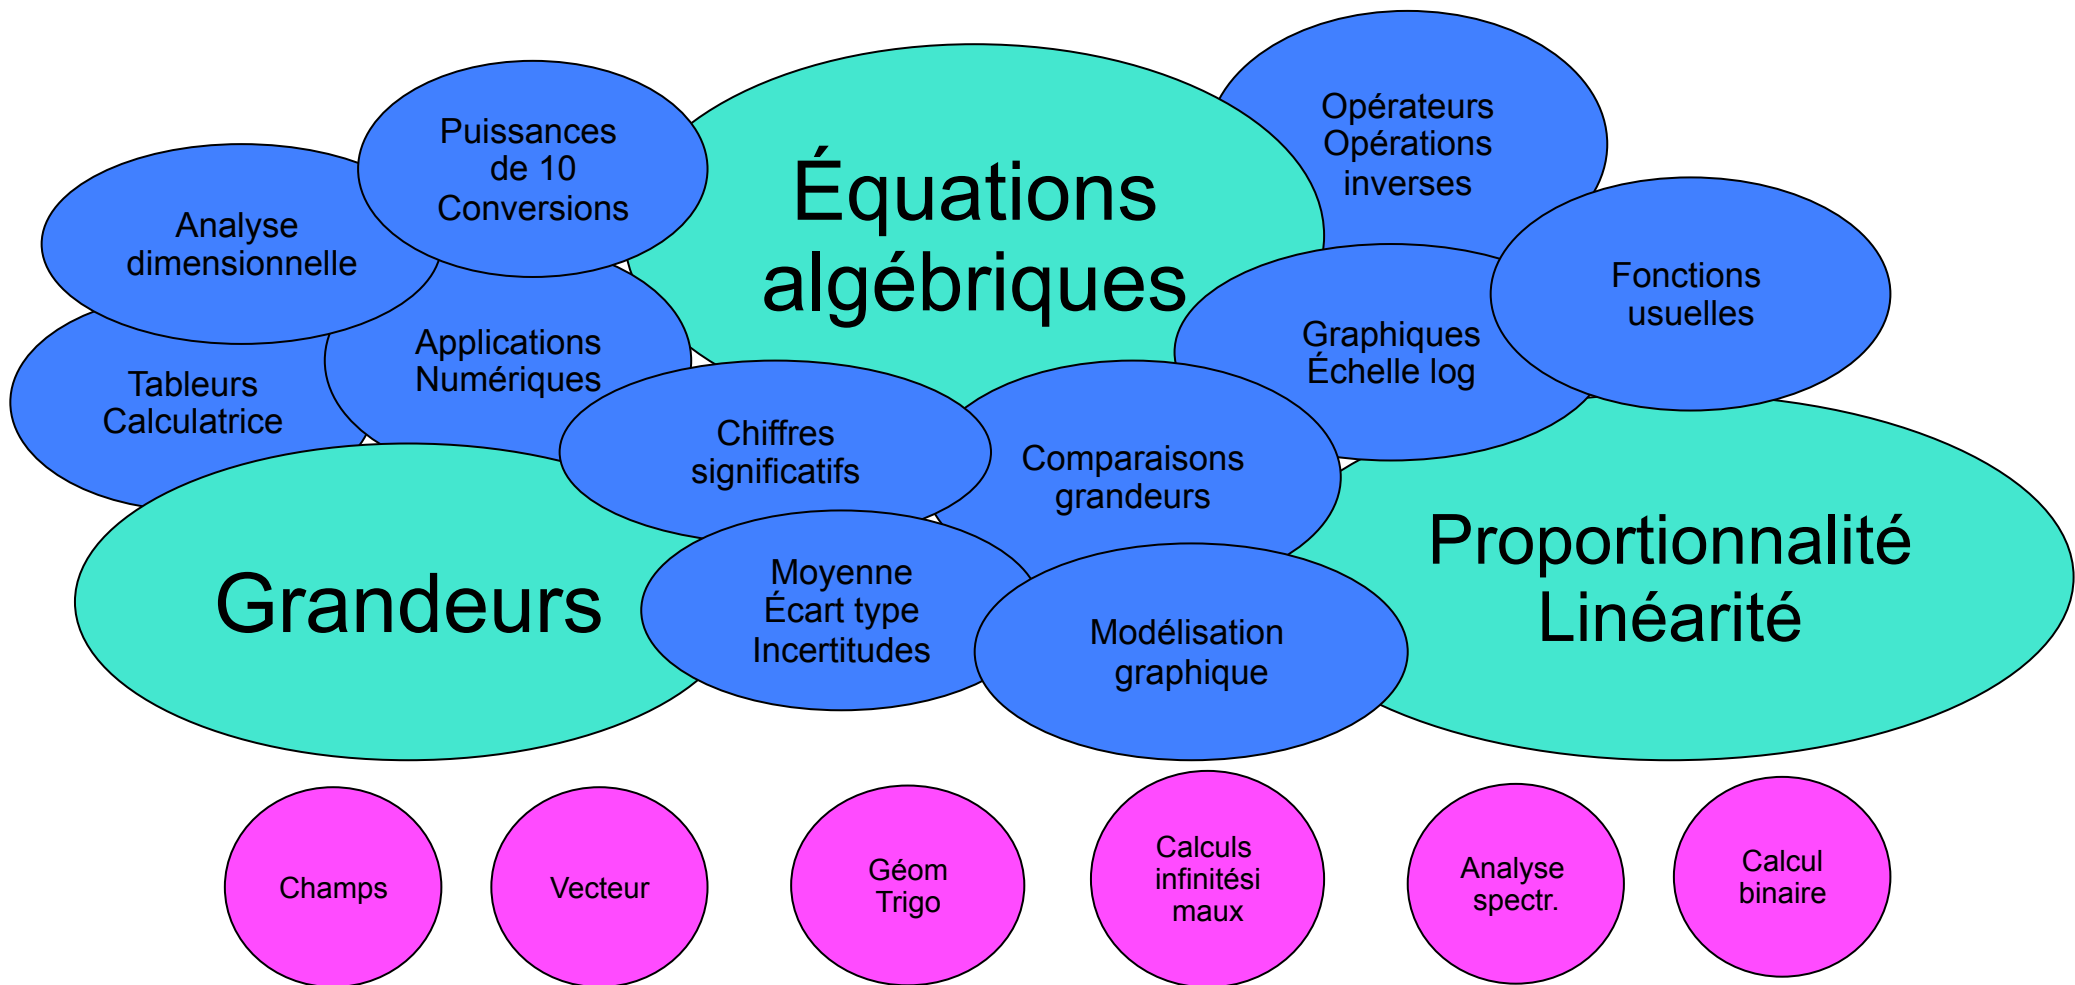 Puissances
de 10
Conversions
Équations
algébriques
Opérateurs
Opérations
inverses
Analyse
dimensionnelle
Fonctions
usuelles
Applications
Numériques
Graphiques
Échelle log
Tableurs
Calculatrice
Chiffres
significatifs
Comparaisons
grandeurs
Grandeurs
Moyenne
Écart type
Incertitudes
Modélisation
graphique
Proportionnalité
Linéarité
Champs
Vecteur
Géom
Trigo
Calculs
infinitési
maux
Analyse
spectr.
Calcul
binaire